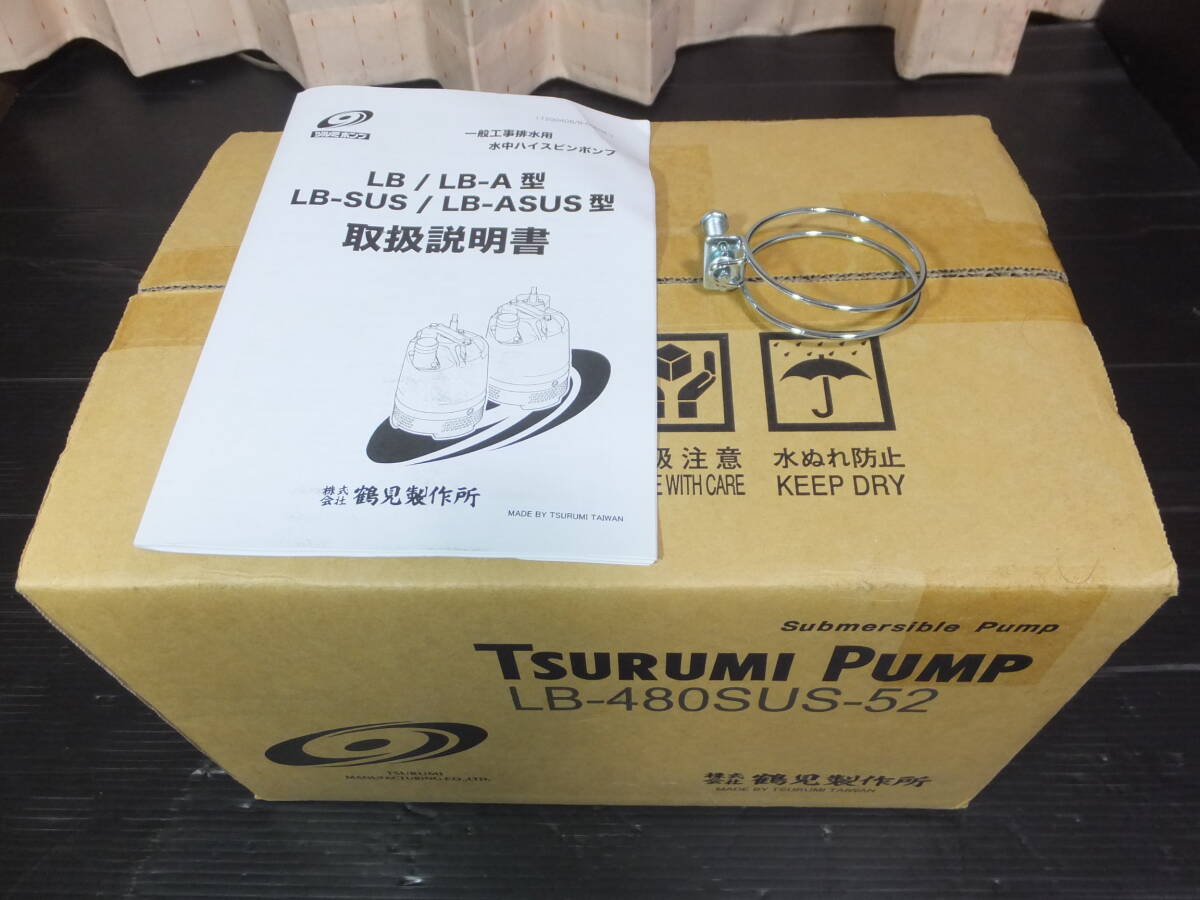 ツルミポンプ
一般工事排水用
水中ハイスピンポンプ
LB / LB-A 型
LB-SUS / LB-ASUS 型
取扱説明書
株式会社 鶴見製作所
MADE BY TSURUMI TAIWAN
扱注意
WITH CARE
水ぬれ防止
KEEP DRY
Submersible Pump
TSURUMI PUMP
LB-480SUS-52
TSURUMI
MANUFACTURING CO.,LTD.
株式会社 鶴見製作所
MADE BY TSURUMI TAIWAN